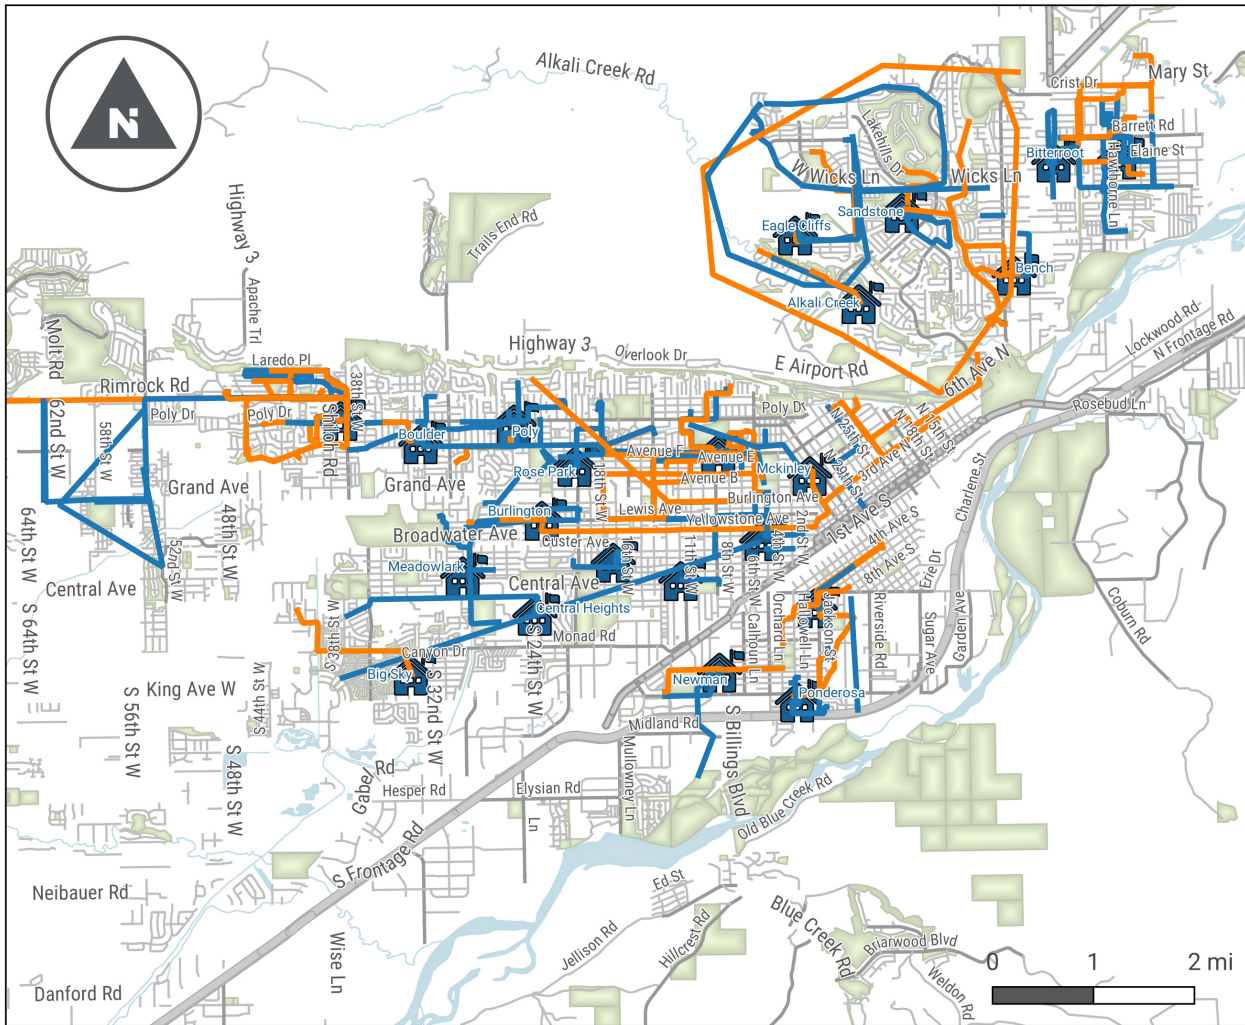 N
Alkali Creek Rd
Mary St
Crist Dr
Barrett Rd
Elaine St
Bitterroot
Hawthorne Ln
Lakehills Dr
W Wicks Ln
Wicks Ln
Sandstone
Eagle Cliffs
Bench
Alkali Creek
Highway 3
Trails End Rd
Apache Trl
Molt Rd
Laredo Pl
Highway 3
Overlook Dr
E Airport Rd
6th Ave N
Lockwood Rd
N Frontage Rd
Rosebud Ln
Rimrock Rd
38th St W
62nd St W
Poly Dr
59th St W
Poly Dr
Shiloh Rd
Boulder
Poly
Poly Dr
N 25th St
N 18th St
N 15th St
Avenue F
Avenue E
3rd Ave N
Rose Park
Mckinley
N 29th St
Avenue B
18th St W
Grand Ave
Grand Ave
Burlington Ave
Charlene St
Burlington
Lewis Ave
Yellowstone Ave
2nd St W
1st Ave S
48th St W
64th St W
Broadwater Ave
Custer Ave
4th St W
4th Ave S
52nd St W
16th St W
11th St W
8th St W
6th St W
8th Ave S
Erie Dr
Meadowlark
Central Ave
Central Ave
Central Heights
Calhoun Ln
Orchard Ln
Hallowell Ln
Jackson St
Riverside Rd
Sugar Ave
Garden Ave
Coburn Rd
S 64th St W
38th St W
Monad Rd
Canyon Dr
S 24th St W
Big Sky
King Ave W
S 44th St W
S 32nd St W
Newman
Ponderosa
S 56th St W
S 48th St W
Midland Rd
S Billings Blvd
Mullowney Ln
Gabel Rd
Hesper Rd
Elysian Rd
Ln
Old Blue Creek Rd
S Frontage Rd
Neibauer Rd
Ed St
Blue Creek Rd
Wise Ln
Jellison Rd
Hillcrest Rd
Briarwood Blvd
Weldon Rd
Danford Rd
0 1 2 mi